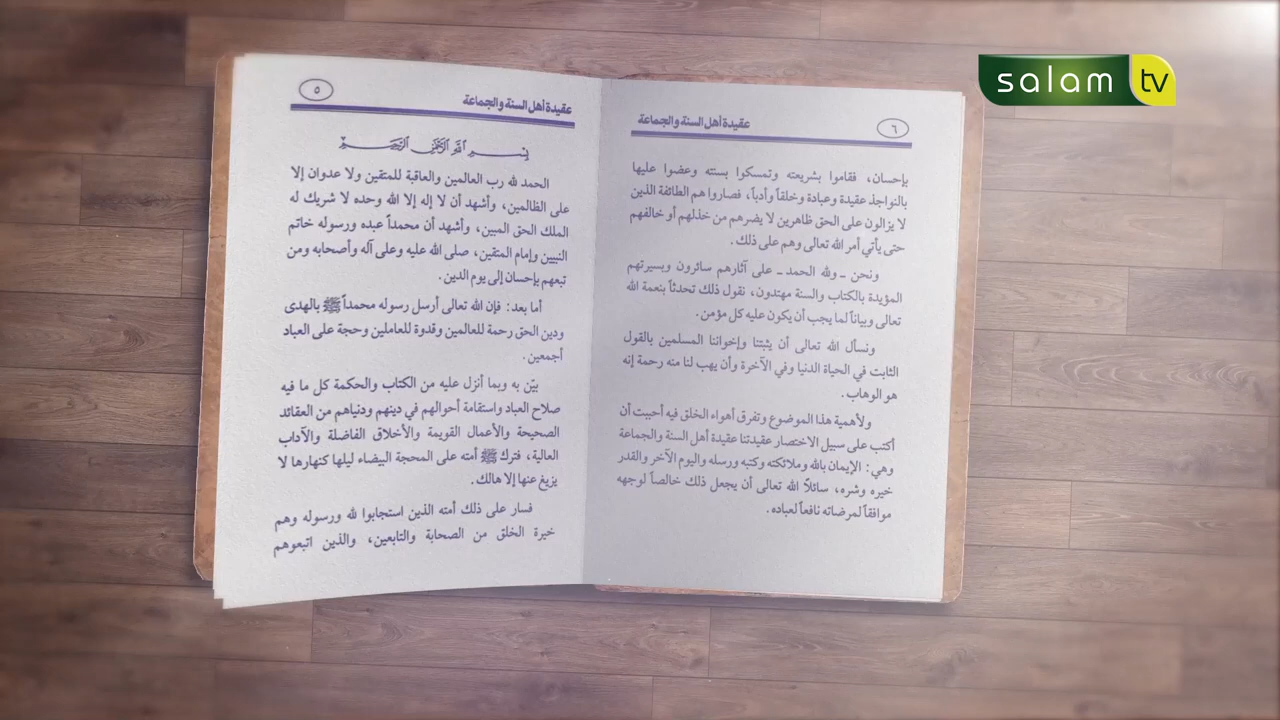 عقيدة أهل السنة والجماعة ٥
بسم الله الرحمن الرحيم
الحمد لله رب العالمين والعاقبة للمتقين ولا عدوان إلا
على الظالمين، وأشهد أن لا إله إلا الله وحده لا شريك له
الملك الحق المبين، وأشهد أن محمداً عبده ورسوله خاتم
النبيين وإمام المتقين، صلى الله عليه وعلى آله وأصحابه ومن
تبعهم بإحسان إلى يوم الدين.
أما بعد: فإن الله تعالى أرسل رسوله محمداً ﷺ بالهدى
ودين الحق رحمة للعالمين وقدوة للعاملين وحجة على العباد
أجمعين.
بيّن به وبما أنزل عليه من الكتاب والحكمة كل ما فيه
صلاح العباد واستقامة أحوالهم في دينهم ودنياهم من العقائد
الصحيحة والأعمال القويمة والأخلاق الفاضلة والآداب
العالية، فترك ﷺ أمته على المحجة البيضاء ليلها كنهارها لا
يزيغ عنها إلا هالك.
فسار على ذلك أمته الذين استجابوا لله ورسوله وهم
خيرة الخلق من الصحابة والتابعين، والذين اتبعوهم
٦ عقيدة أهل السنة والجماعة
بإحسان، فقاموا بشريعته وتمسكوا بسنته وعضوا عليها
بالنواجذ عقيدة وعبادة وخلقاً وأدباً، فصاروا هم الطائفة الذين
لا يزالون على الحق ظاهرين لا يضرهم من خذلهم أو خالفهم
حتى يأتي أمر الله تعالى وهم على ذلك.
ونحن ـ ولله الحمد ـ على آثارهم سائرون وبسيرتهم
المؤيدة بالكتاب والسنة مهتدون، نقول ذلك تحدثاً بنعمة الله
تعالى وبياناً لما يجب أن يكون عليه كل مؤمن.
ونسأل الله تعالى أن يثبتنا وإخواننا المسلمين بالقول
الثابت في الحياة الدنيا وفي الآخرة وأن يهب لنا منه رحمة إنه
هو الوهاب.
ولأهمية هذا الموضوع وتفرق أهواء الخلق فيه أحببت أن
أكتب على سبيل الاختصار عقيدتنا عقيدة أهل السنة والجماعة
وهي: الإيمان بالله وملائكته وكتبه ورسله واليوم الآخر والقدر
خيره وشره، سائلاً الله تعالى أن يجعل ذلك خالصاً لوجهه
موافقاً لمرضاته نافعاً لعباده.
salam tv